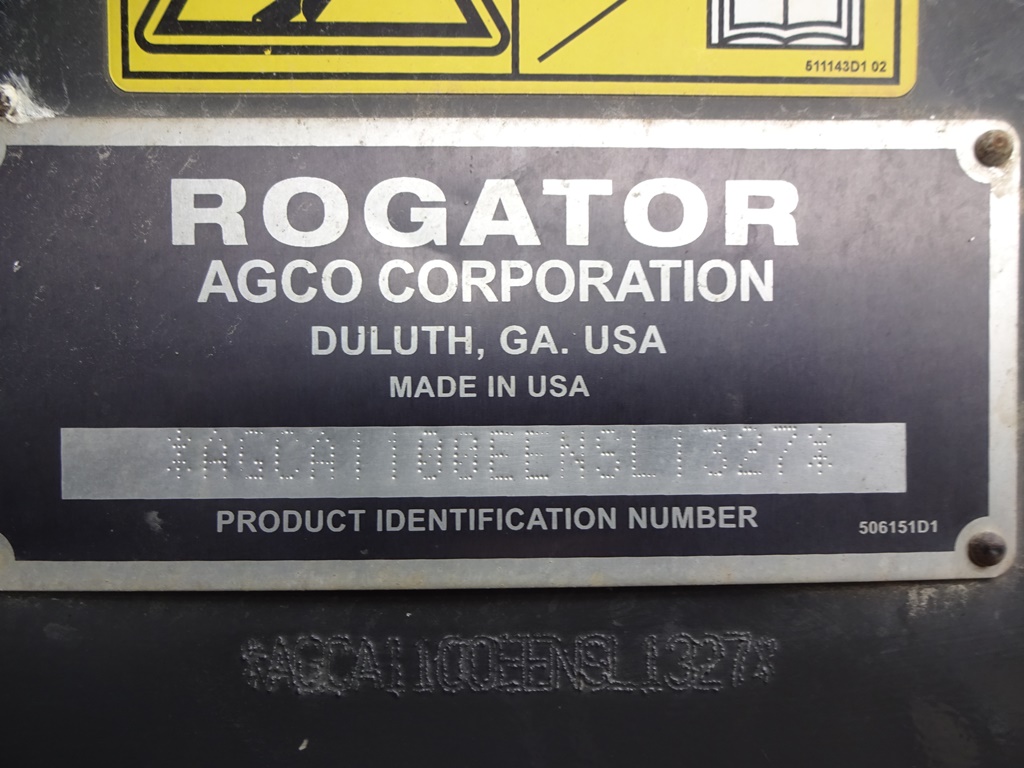 511143D1 02
ROGATOR
AGCO CORPORATION
DULUTH, GA. USA
MADE IN USA
*AGCA1100EENSL1327*
PRODUCT IDENTIFICATION NUMBER
506151D1
*AGCA1100EENSL1327*